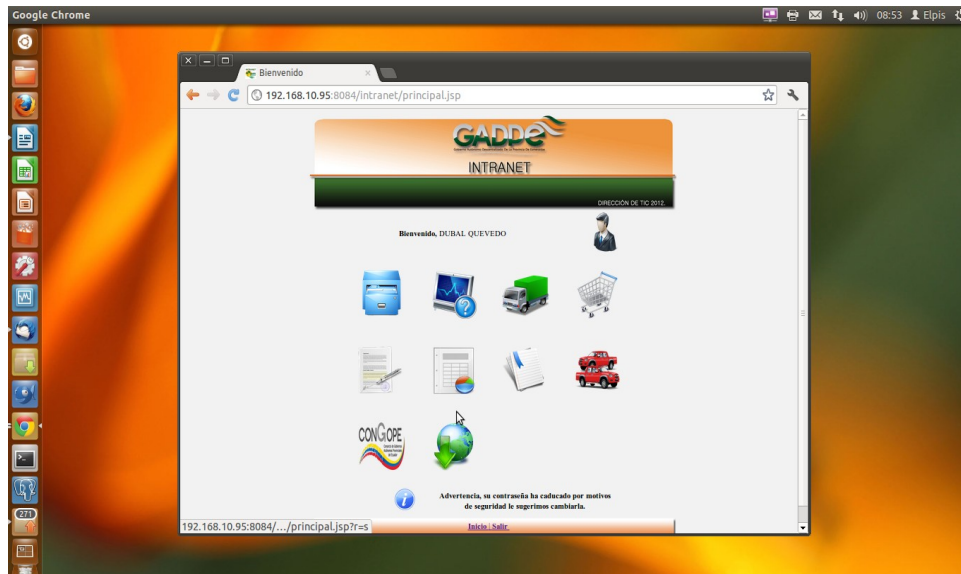 Google Chrome
08:53 Elpis
Bienvenido
192.168.10.95:8084/intranet/principal.jsp
GADPE
INTRANET
DIRECCIÓN DE TIC 2012.
Bienvenido, DUBAL QUEVEDO
CONGOPE
Advertencia, su contraseña ha caducado por motivos
de seguridad le sugerimos cambiarla.
192.168.10.95:8084/.../principal.jsp?r=s
Inicio | Salir
271